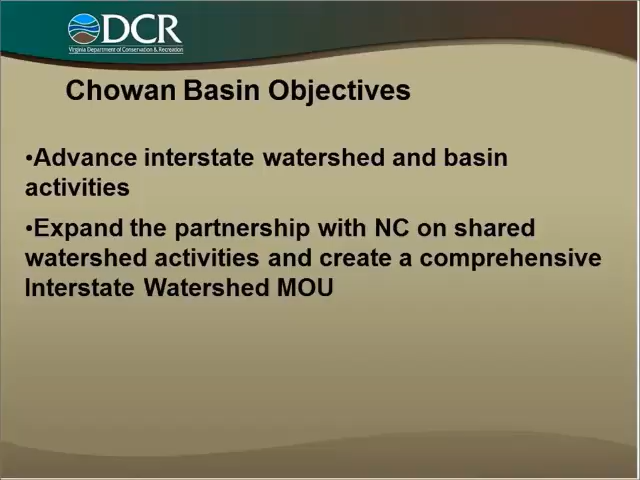 DCR
Virginia Department of Conservation & Recreation
Chowan Basin Objectives
•Advance interstate watershed and basin
activities
•Expand the partnership with NC on shared
watershed activities and create a comprehensive
Interstate Watershed MOU